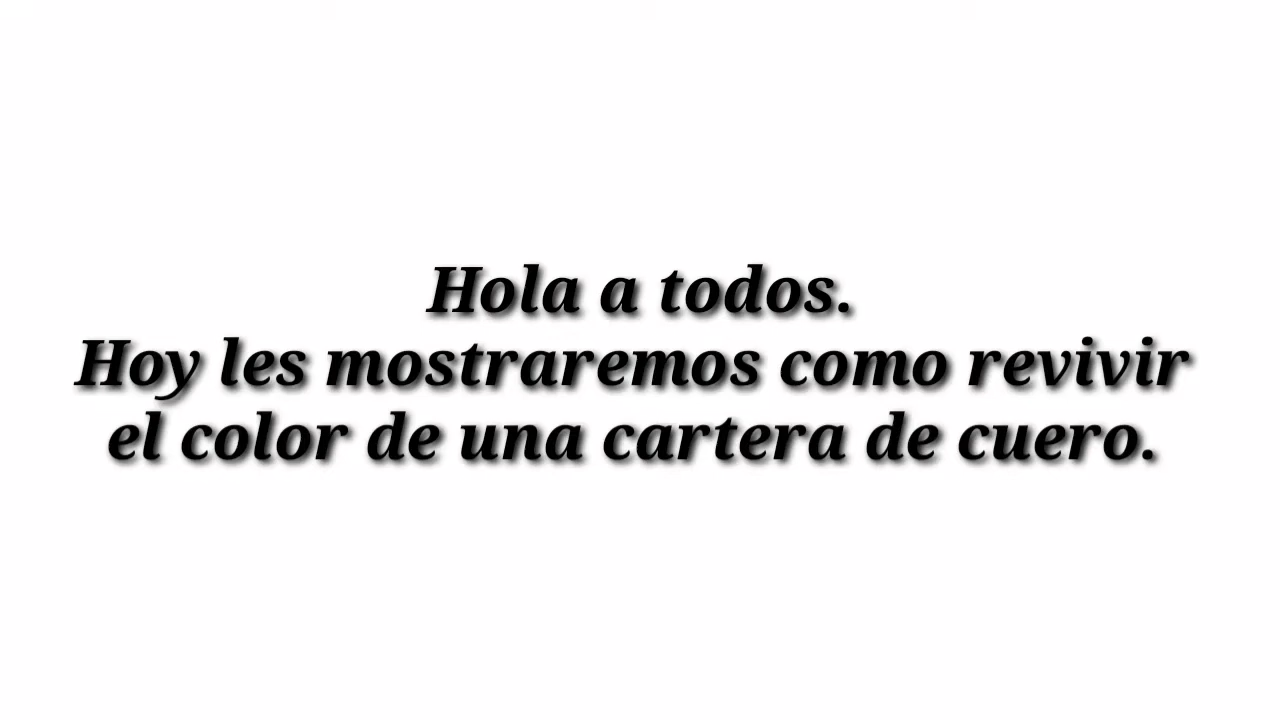 Hola a todos.
Hoy les mostraremos como revivir
el color de una cartera de cuero.